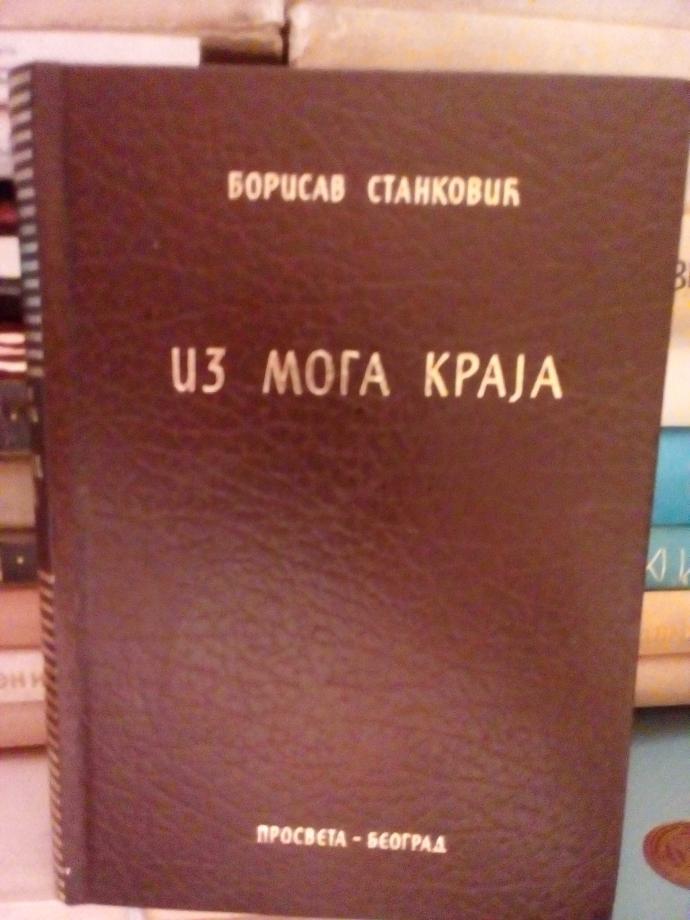 БОРИСАВ СТАНКОВИЋ
ИЗ МОГА КРАЈА
ПРОСВЕТА - БЕОГРАД